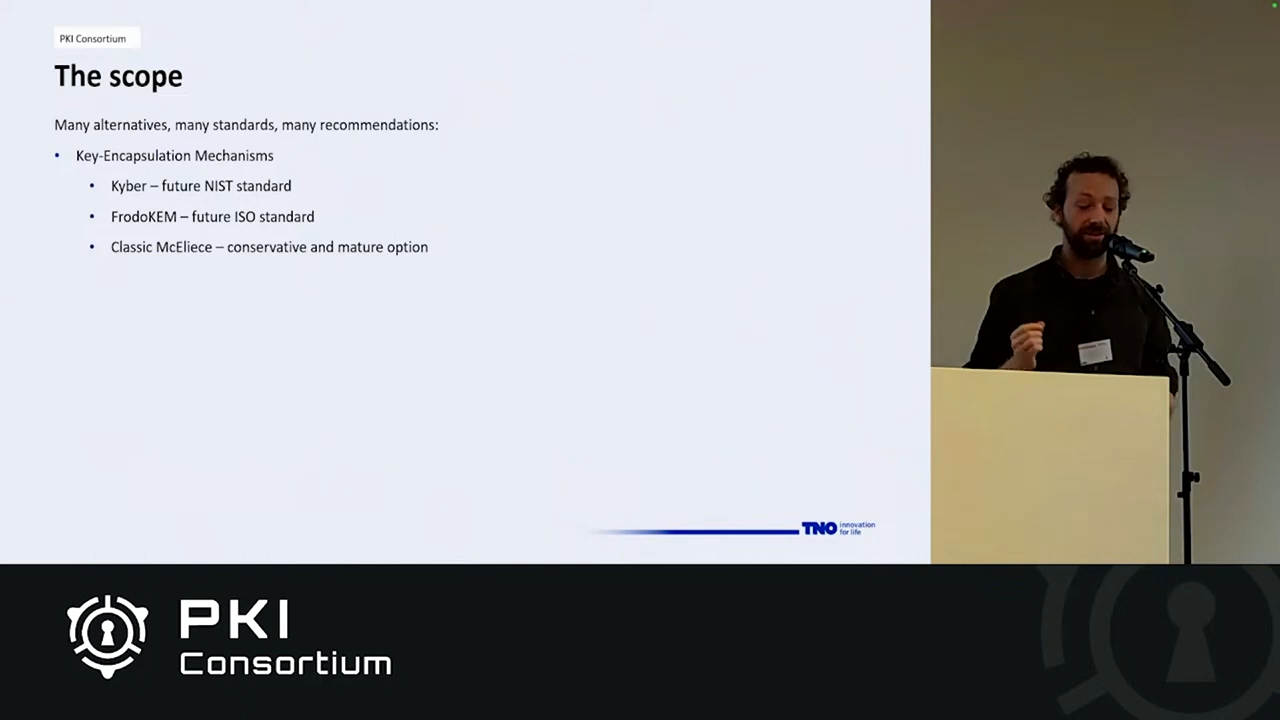 PKI Consortium
The scope
Many alternatives, many standards, many recommendations:
• Key-Encapsulation Mechanisms
• Kyber – future NIST standard
• FrodoKEM – future ISO standard
• Classic McEliece – conservative and mature option
TNO innovation
for life
PKI
Consortium